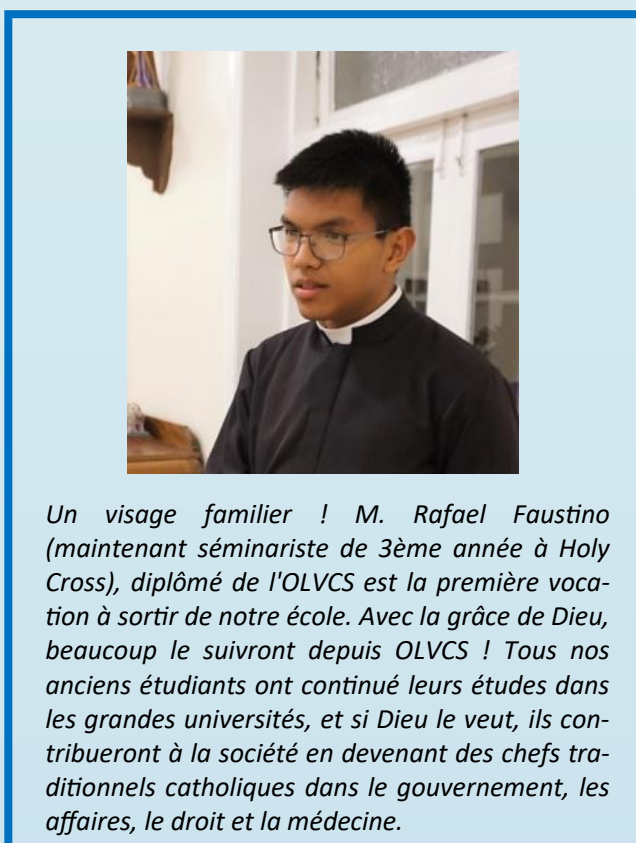 Un visage familier ! M. Rafael Faustino
(maintenant séminariste de 3ème année à Holy
Cross), diplômé de l'OLVCS est la première voca-
tion à sortir de notre école. Avec la grâce de Dieu,
beaucoup le suivront depuis OLVCS ! Tous nos
anciens étudiants ont continué leurs études dans
les grandes universités, et si Dieu le veut, ils con-
tribueront à la société en devenant des chefs tra-
ditionnels catholiques dans le gouvernement, les
affaires, le droit et la médecine.